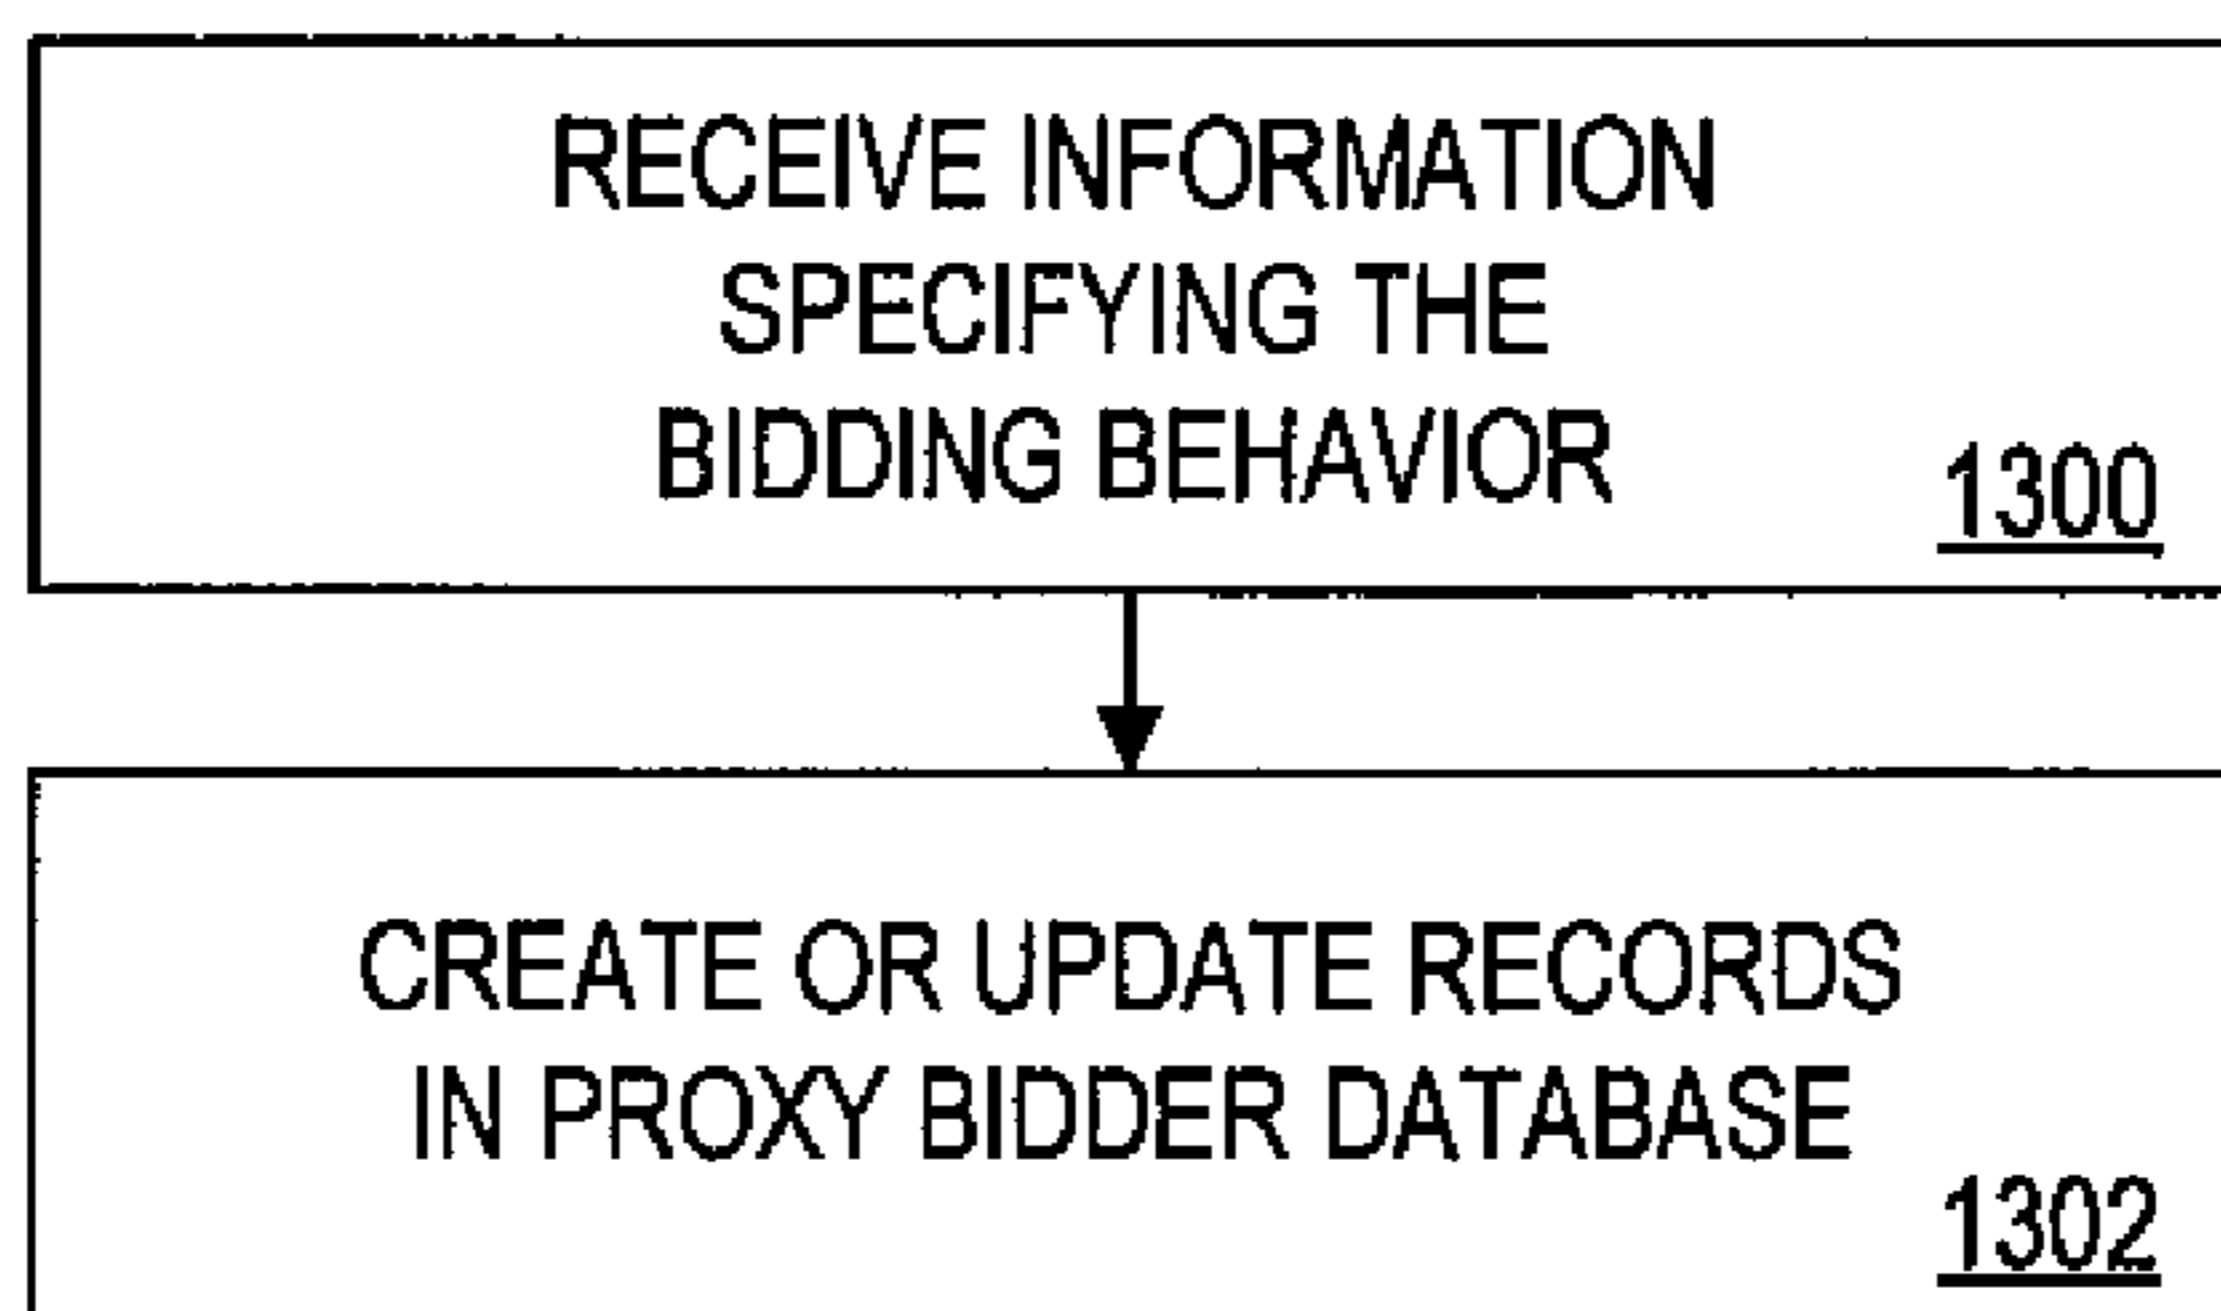 RECEIVE INFORMATION
SPECIFYING THE
BIDDING BEHAVIOR
1300
CREATE OR UPDATE RECORDS
IN PROXY BIDDER DATABASE
1302